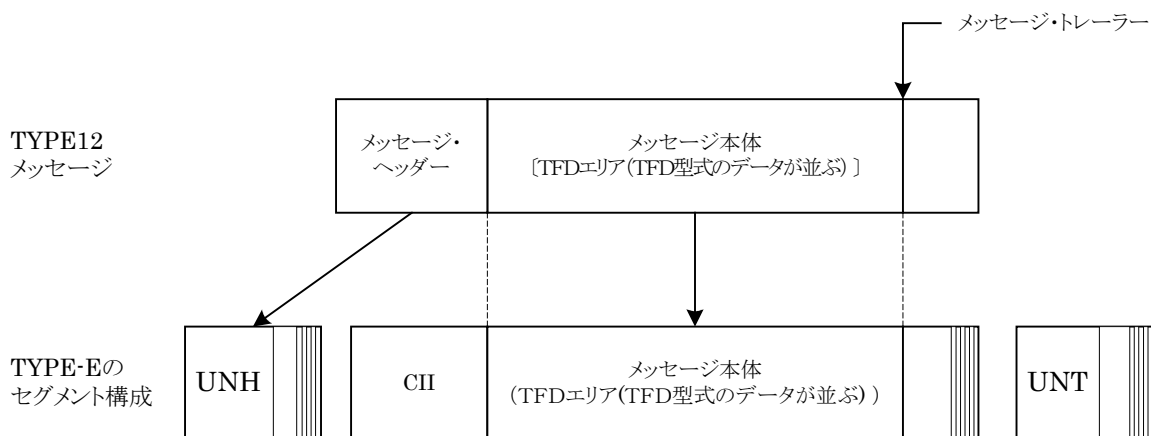 メッセージ・トレーラー
TYPE12
メッセージ
メッセージ・
ヘッダー
メッセージ本体
〔TFDエリア(TFD型式のデータが並ぶ)〕
TYPE-Eの
セグメント構成
UNH
CII
メッセージ本体
(TFDエリア(TFD型式のデータが並ぶ))
UNT